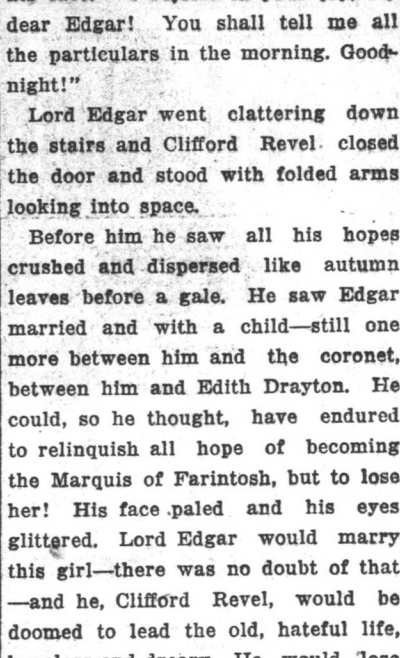 dear Edgar! You shall tell me all
the particulars in the morning. Good-
night!"
Lord Edgar went clattering down
the stairs and Clifford Revel closed
the door and stood with folded arms
looking into space.
Before him he saw all his hopes
crushed and dispersed like autumn
leaves before a gale. He saw Edgar
married and with a child—still one
more between him and the coronet,
between him and Edith Drayton. He
could, so he thought, have endured
to relinquish all hope of becoming
the Marquis of Farintosh, but to lose
her! His face paled and his eyes
glittered. Lord Edgar would marry
this girl—there was no doubt of that
—and he, Clifford Revel, would be
doomed to lead the old, hateful life,
He would lose